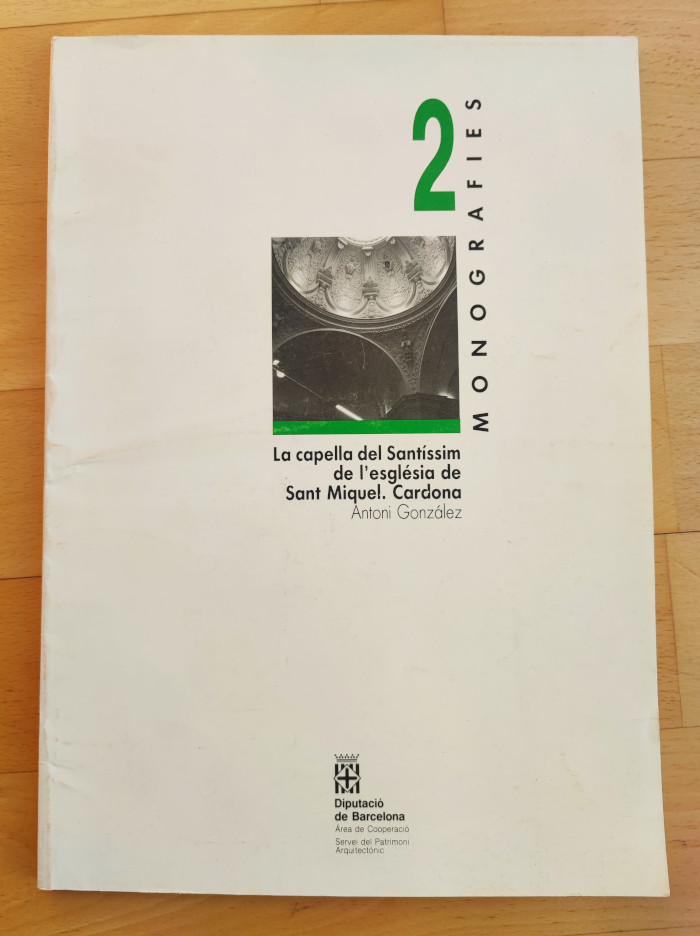 2
MONOGRAFIES
La capella del Santíssim
de l'església de
Sant Miquel. Cardona
Antoni González
Diputació
de Barcelona
Àrea de Cooperació
Servei del Patrimoni
Arquitectònic